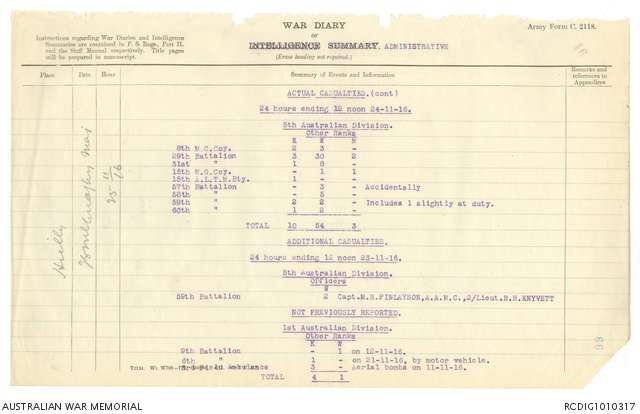 WAR DIARY
Army Form C. 2118.
or
INTELLIGENCE SUMMARY. ADMINISTRATIVE
(Erase heading not required.)
Instructions regarding War Diaries and Intelligence
Summaries are contained in F. S. Regs., Part II.
and the Staff Manual respectively. Title pages
will be prepared in manuscript.
Place Date Hour Summary of Events and Information Remarks and references to Appendices
ACTUAL CASUALTIES.(cont)
24 hours ending 12 noon 24-11-16.
5th Australian Division.
Other Ranks
K W M
8th M.G.Coy. 2 3 -
29th Battalion 3 30 2
31st " 1 6 -
15th M.G.Coy. - 1 1
15th A.L.T.M.Bty. 1 - -
57th Battalion - 3 - Accidentally
58th " - 5 -
59th " 2 2 - Includes 1 slightly at duty.
60th " 1 2 -
TOTAL 10 54 3
Heilly
25 11/16
ADDITIONAL CASUALTIES.
24 hours ending 12 noon 23-11-16.
5th Australian Division.
Officers
W
59th Battalion 2 Capt.M.R.FINLAYSON,A.A.M.C.,2/Lieut.R.H.KNYVETT
NOT PREVIOUSLY REPORTED.
1st Australian Division.
Other Ranks
K W
9th Battalion - 1 on 12-11-16.
6th " 1 - on 21-11-16, by motor vehicle.
3rd Field Ambulance 3 - Aerial bombs on 11-11-16.
TOTAL 4 1
99
AUSTRALIAN WAR MEMORIAL
RCDIG1010317